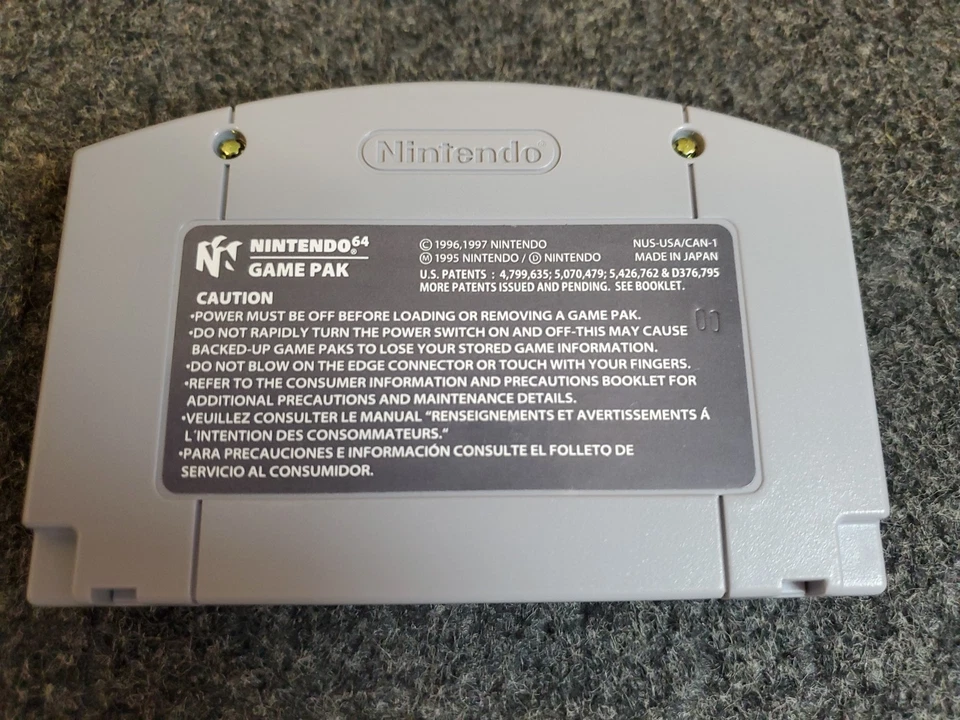 Nintendo
NINTENDO 64
GAME PAK
© 1996,1997 NINTENDO
Ⓜ 1995 NINTENDO / Ⓓ NINTENDO
NUS-USA/CAN-1
MADE IN JAPAN
U.S. PATENTS : 4,799,635; 5,070,479; 5,426,762 & D376,795
MORE PATENTS ISSUED AND PENDING. SEE BOOKLET.
CAUTION
•POWER MUST BE OFF BEFORE LOADING OR REMOVING A GAME PAK.
•DO NOT RAPIDLY TURN THE POWER SWITCH ON AND OFF-THIS MAY CAUSE
BACKED-UP GAME PAKS TO LOSE YOUR STORED GAME INFORMATION.
•DO NOT BLOW ON THE EDGE CONNECTOR OR TOUCH WITH YOUR FINGERS.
•REFER TO THE CONSUMER INFORMATION AND PRECAUTIONS BOOKLET FOR
ADDITIONAL PRECAUTIONS AND MAINTENANCE DETAILS.
•VEUILLEZ CONSULTER LE MANUAL “RENSEIGNEMENTS ET AVERTISSEMENTS Á
L´INTENTION DES CONSOMMATEURS.“
•PARA PRECAUCIONES E INFORMACIÓN CONSULTE EL FOLLETO DE
SERVICIO AL CONSUMIDOR.